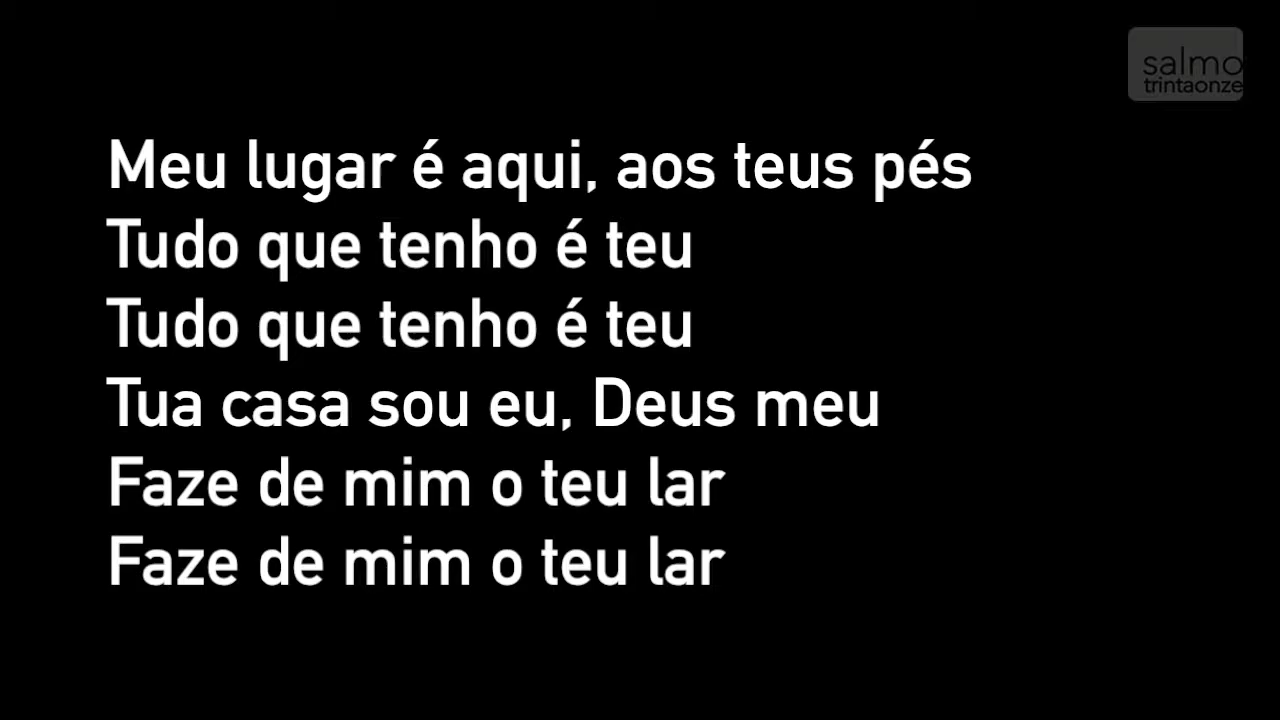 salmo
trintaonze
Meu lugar é aqui, aos teus pés
Tudo que tenho é teu
Tudo que tenho é teu
Tua casa sou eu, Deus meu
Faze de mim o teu lar
Faze de mim o teu lar